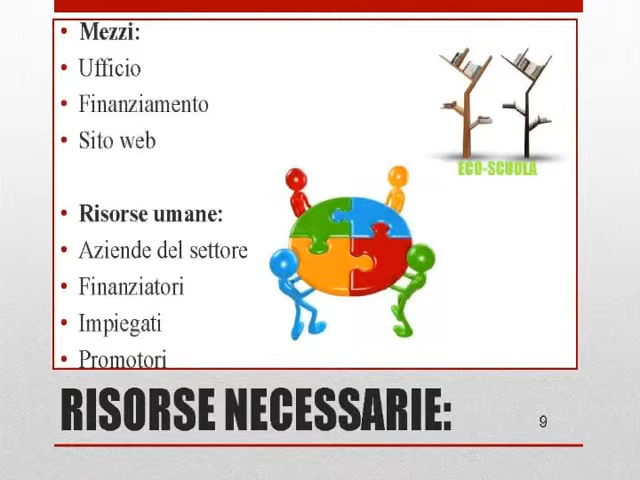 Mezzi:
Ufficio
Finanziamento
Sito web
ECO-SCUOLA
Risorse umane:
Aziende del settore
Finanziatori
Impiegati
Promotori
RISORSE NECESSARIE:
9